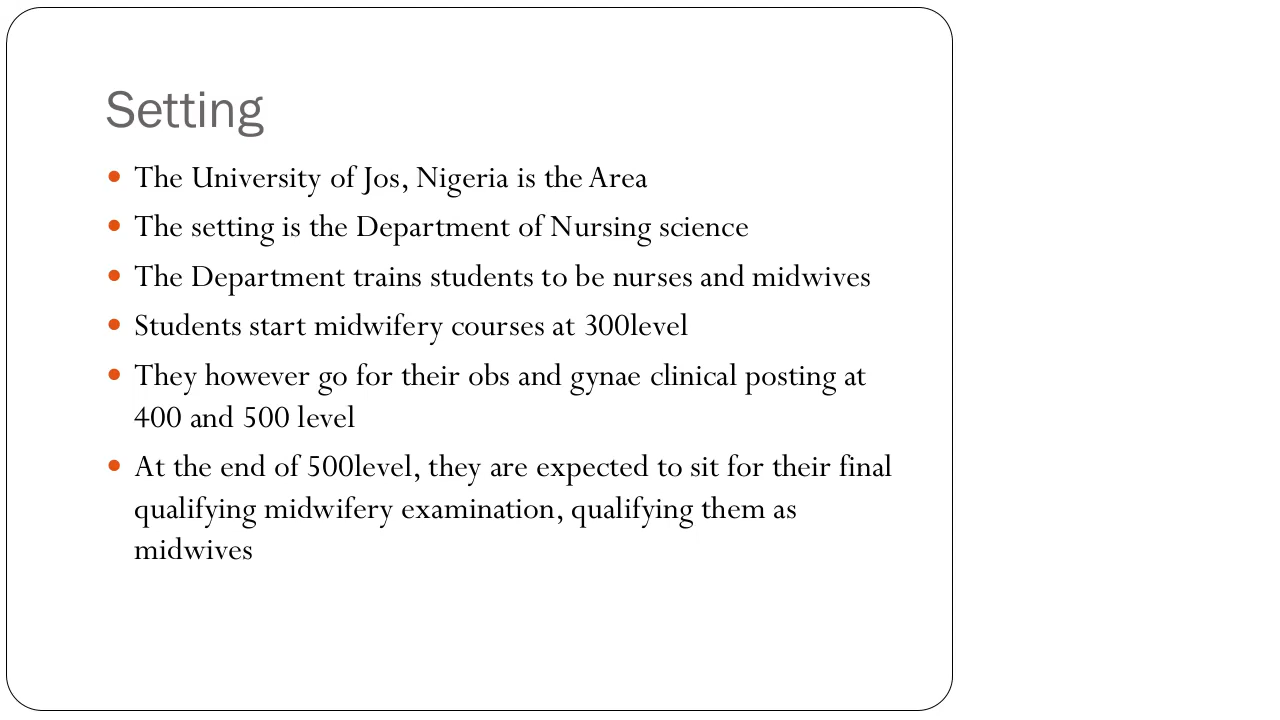 Setting
• The University of Jos, Nigeria is the Area
• The setting is the Department of Nursing science
• The Department trains students to be nurses and midwives
• Students start midwifery courses at 300level
• They however go for their obs and gynae clinical posting at
400 and 500 level
• At the end of 500level, they are expected to sit for their final
qualifying midwifery examination, qualifying them as
midwives